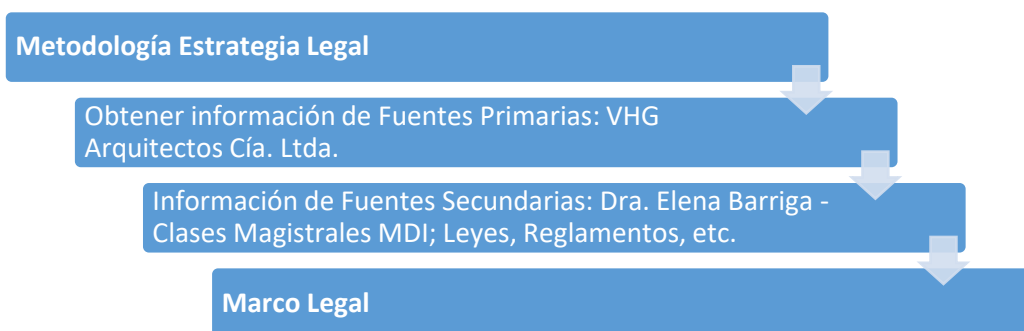 Metodología Estrategia Legal
Obtener información de Fuentes Primarias: VHG
Arquitectos Cía. Ltda.
Información de Fuentes Secundarias: Dra. Elena Barriga -
Clases Magistrales MDI; Leyes, Reglamentos, etc.
Marco Legal